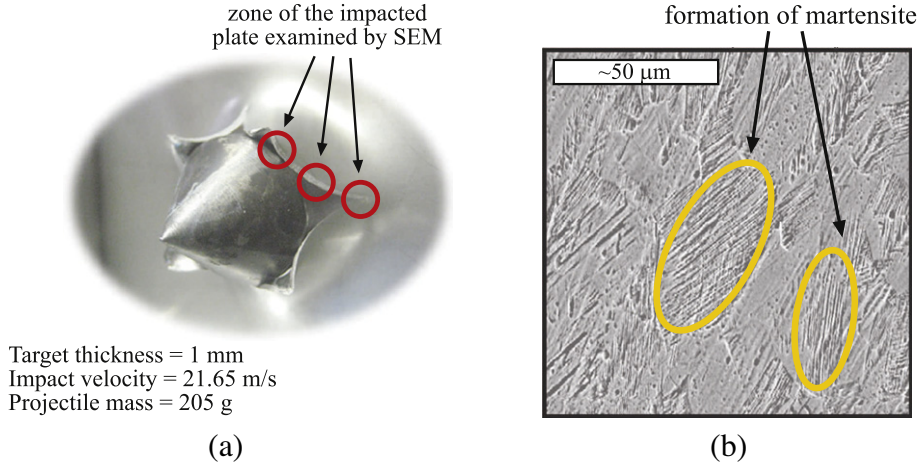 zone of the impacted
plate examined by SEM
Target thickness = 1 mm
Impact velocity = 21.65 m/s
Projectile mass = 205 g
(a)
formation of martensite
~50 μm
(b)